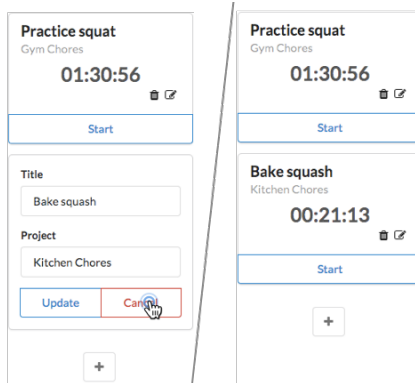 Practice squat
Gym Chores
01:30:56
Start
Title
Bake squash
Project
Kitchen Chores
Update
+
Practice squat
Gym Chores
01:30:56
Start
Bake squash
Kitchen Chores
00:21:13
Start
+